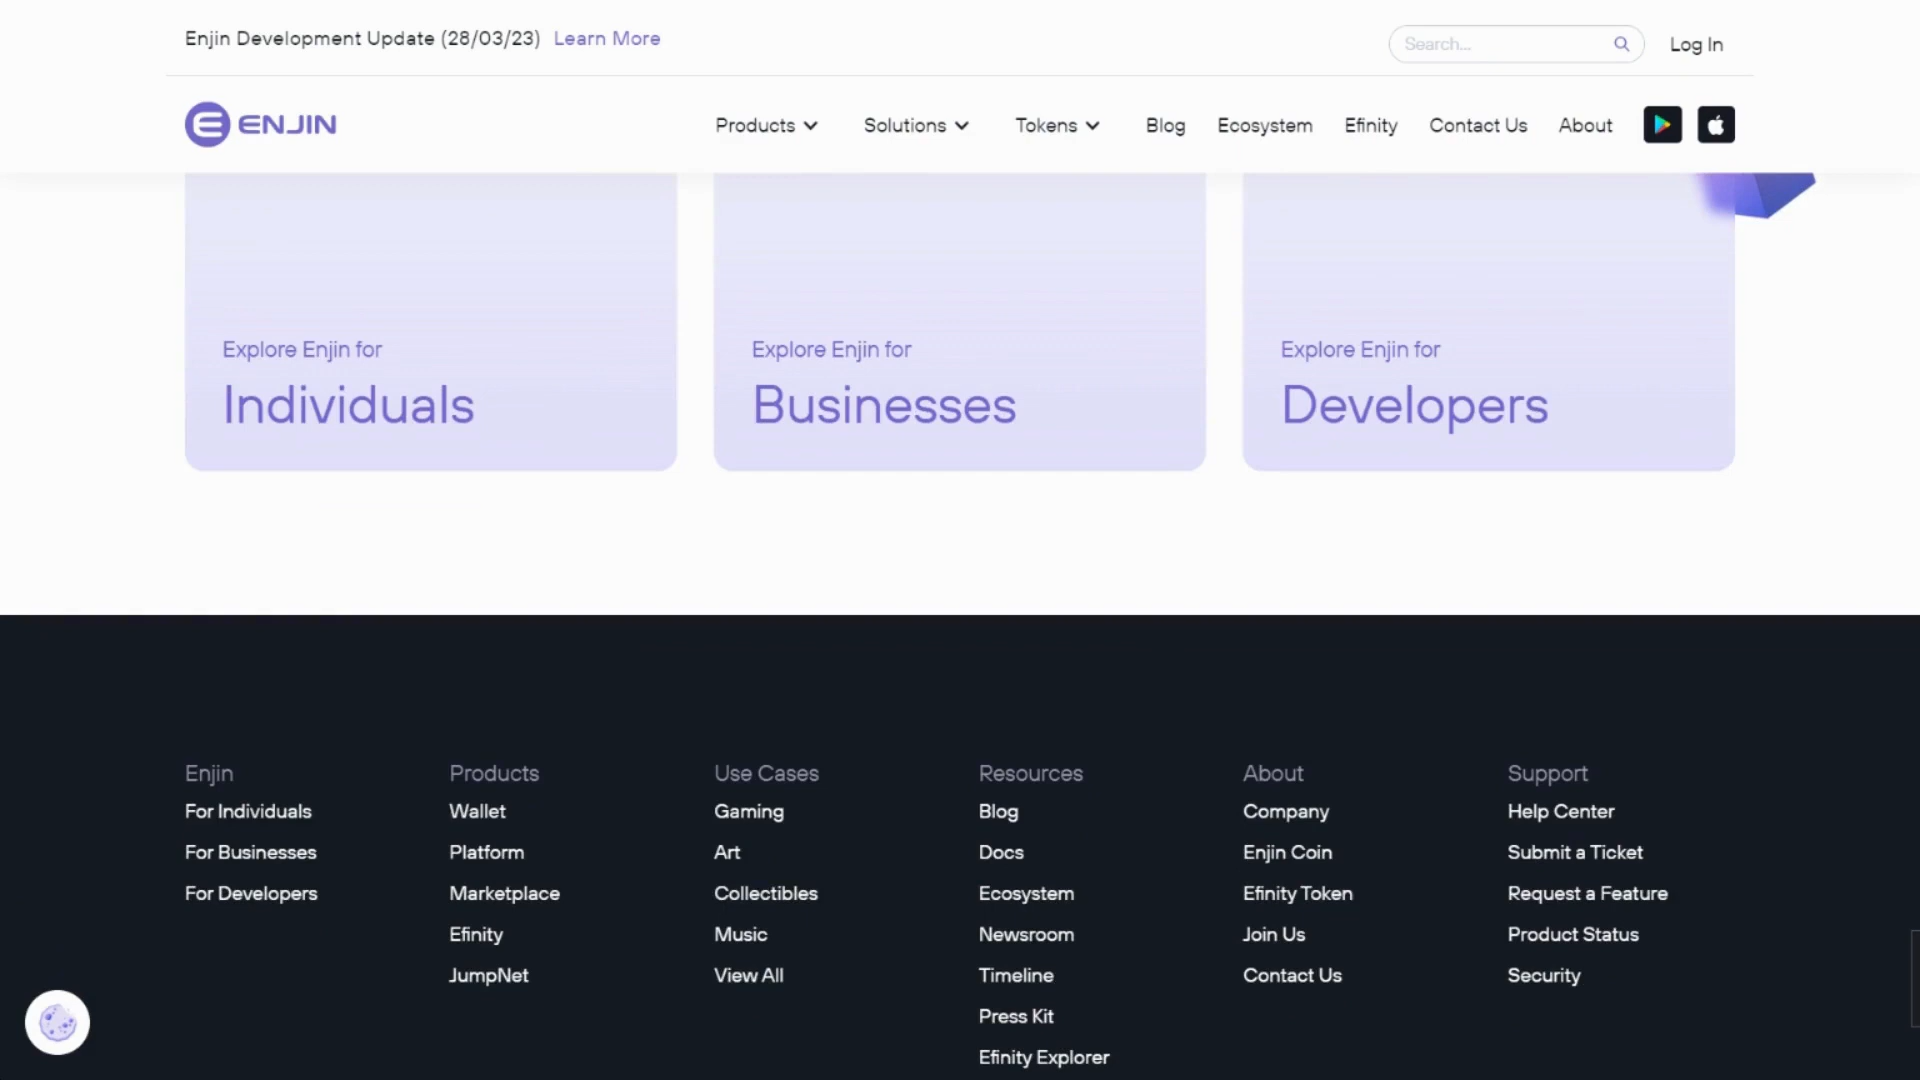 Enjin Development Update (28/03/23) Learn More
Search...
Log In
ENJIN
Products Solutions Tokens Blog Ecosystem Efinity Contact Us About
Explore Enjin for
Individuals
Explore Enjin for
Businesses
Explore Enjin for
Developers
Enjin
For Individuals
For Businesses
For Developers
Products
Wallet
Platform
Marketplace
Efinity
JumpNet
Use Cases
Gaming
Art
Collectibles
Music
View All
Resources
Blog
Docs
Ecosystem
Newsroom
Timeline
Press Kit
Efinity Explorer
About
Company
Enjin Coin
Efinity Token
Join Us
Contact Us
Support
Help Center
Submit a Ticket
Request a Feature
Product Status
Security